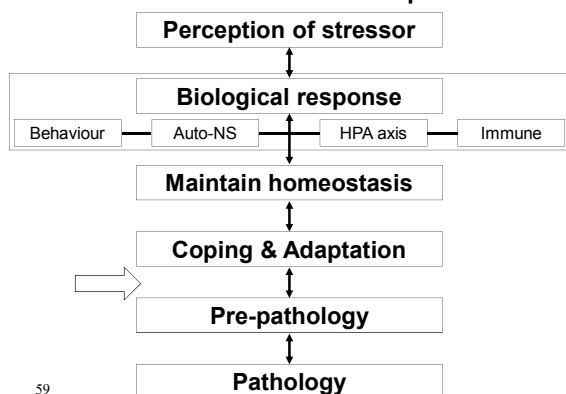 Perception of stressor
Biological response
Behaviour Auto-NS HPA axis Immune
Maintain homeostasis
Coping & Adaptation
Pre-pathology
Pathology
59